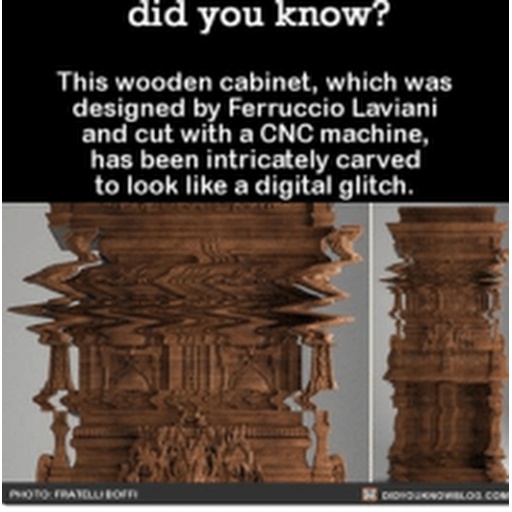 did you know?
This wooden cabinet, which was
designed by Ferruccio Laviani
and cut with a CNC machine,
has been intricately carved
to look like a digital glitch.
PHOTO: FRATELLI BOFFI
DIDYOUKNOWBLOG.COM